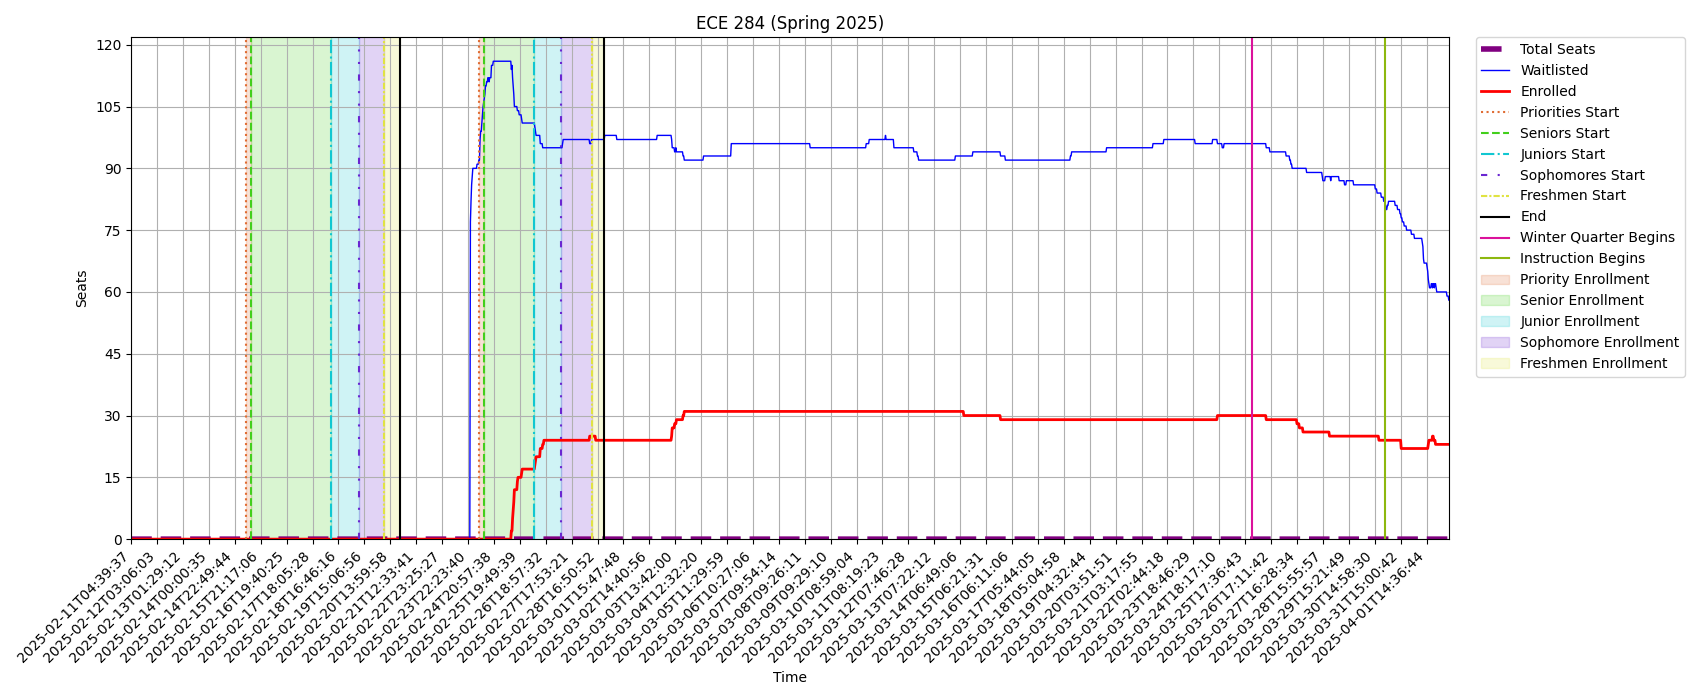 ECE 284 (Spring 2025)
120
105
90
75
60
45
30
15
0
Seats
2025-02-11T04:39:37
2025-02-12T03:06:03
2025-02-13T01:29:12
2025-02-14T00:00:35
2025-02-14T22:49:44
2025-02-15T21:17:06
2025-02-16T19:40:25
2025-02-17T18:05:28
2025-02-18T16:46:16
2025-02-19T15:06:56
2025-02-20T13:59:58
2025-02-21T12:33:41
2025-02-22T12:25:27
2025-02-23T22:23:40
2025-02-24T20:57:38
2025-02-25T19:49:39
2025-02-26T18:57:32
2025-02-27T17:53:21
2025-02-28T16:50:52
2025-03-01T15:47:48
2025-03-02T14:40:56
2025-03-03T13:42:00
2025-03-04T12:32:20
2025-03-05T11:29:59
2025-03-06T10:27:06
2025-03-07T08:54:14
2025-03-08T09:26:11
2025-03-09T09:29:10
2025-03-10T08:59:04
2025-03-11T08:19:23
2025-03-12T07:46:28
2025-03-13T07:22:12
2025-03-14T06:49:06
2025-03-15T06:21:31
2025-03-16T06:11:06
2025-03-17T05:44:05
2025-03-18T05:04:58
2025-03-19T04:32:44
2025-03-20T03:51:51
2025-03-21T03:17:55
2025-03-22T02:44:18
2025-03-23T18:46:29
2025-03-24T18:17:10
2025-03-25T17:36:43
2025-03-26T17:11:42
2025-03-27T16:28:34
2025-03-28T15:55:57
2025-03-29T15:21:49
2025-03-30T14:58:30
2025-03-31T15:00:42
2025-04-01T14:36:44
Time
Total Seats
Waitlisted
Enrolled
Priorities Start
Seniors Start
Juniors Start
Sophomores Start
Freshmen Start
End
Winter Quarter Begins
Instruction Begins
Priority Enrollment
Senior Enrollment
Junior Enrollment
Sophomore Enrollment
Freshmen Enrollment